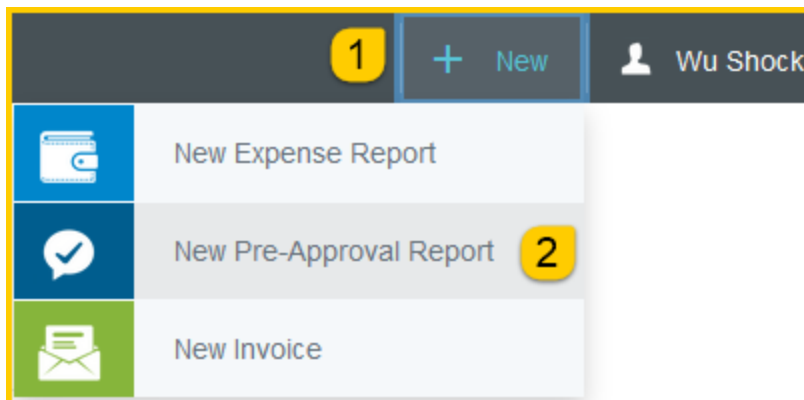 1 + New Wu Shock
New Expense Report
New Pre-Approval Report 2
New Invoice